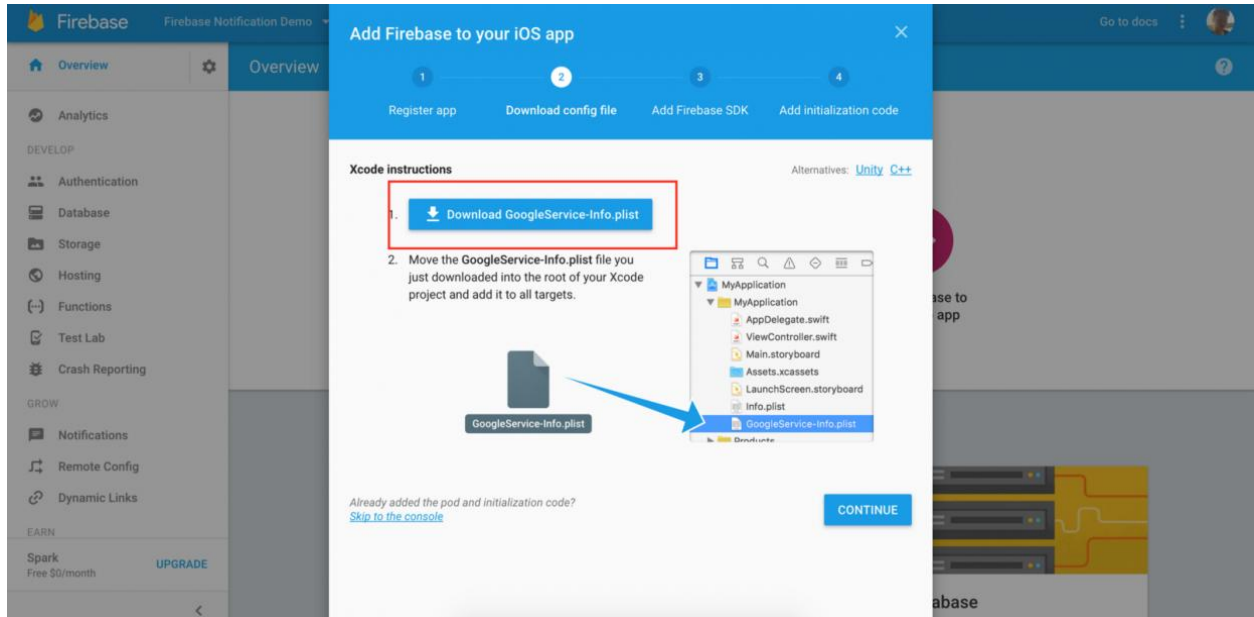 Firebase
Firebase Notification Demo
Go to docs
Overview
Overview
Analytics
DEVELOP
Authentication
Database
Storage
Hosting
Functions
Test Lab
Crash Reporting
GROW
Notifications
Remote Config
Dynamic Links
EARN
Spark
Free $0/month
UPGRADE
Add Firebase to your iOS app
1
2
3
4
Register app
Download config file
Add Firebase SDK
Add initialization code
Xcode instructions
Alternatives: Unity C++
1. Download GoogleService-Info.plist
2. Move the GoogleService-Info.plist file you
just downloaded into the root of your Xcode
project and add it to all targets.
GoogleService-Info.plist
MyApplication
MyApplication
AppDelegate.swift
ViewController.swift
Main.storyboard
Assets.xcassets
LaunchScreen.storyboard
Info.plist
GoogleService-Info.plist
Products
Already added the pod and initialization code?
Skip to the console
CONTINUE
ase to
app
abase